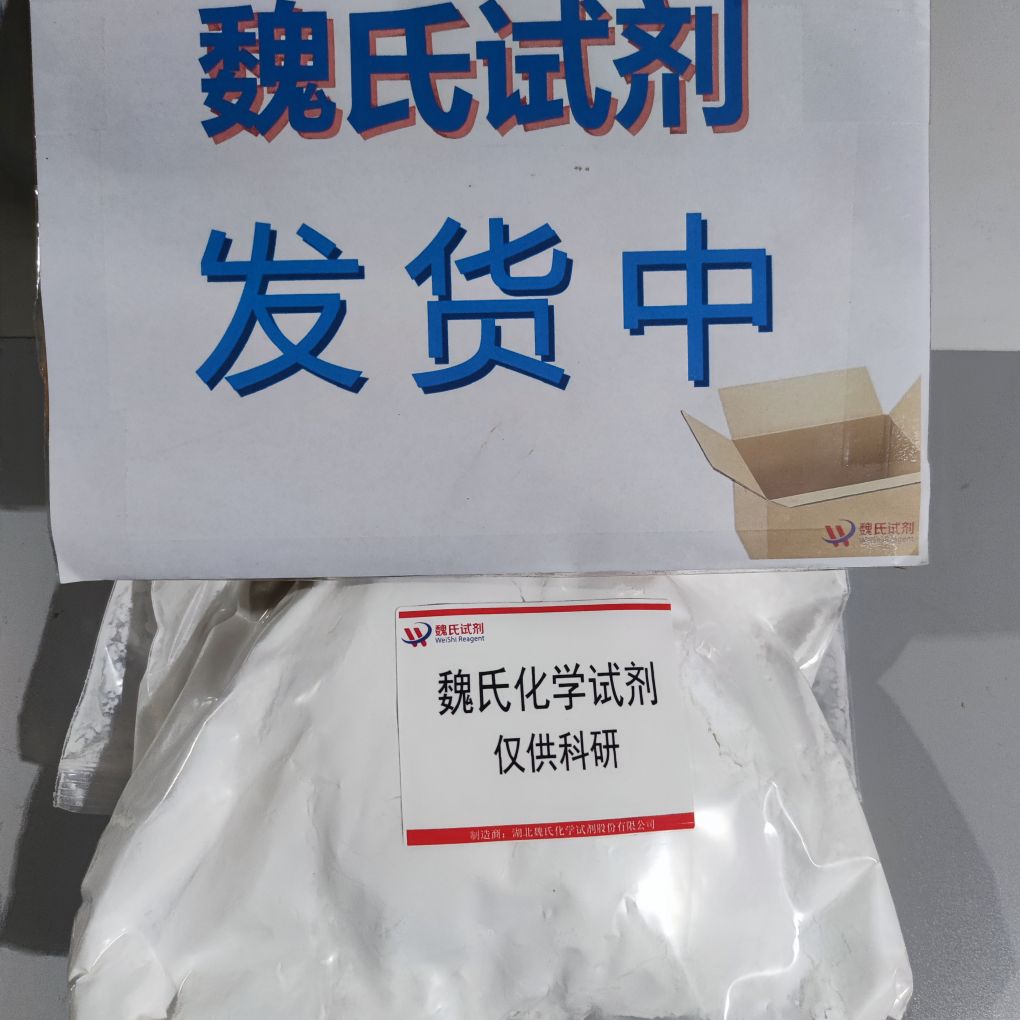 魏氏试剂
发货中
魏氏试剂
WeiShi Reagent
魏氏试剂
WeiShi Reagent
魏氏化学试剂
仅供科研
制造商：湖北魏氏化学试剂股份有限公司